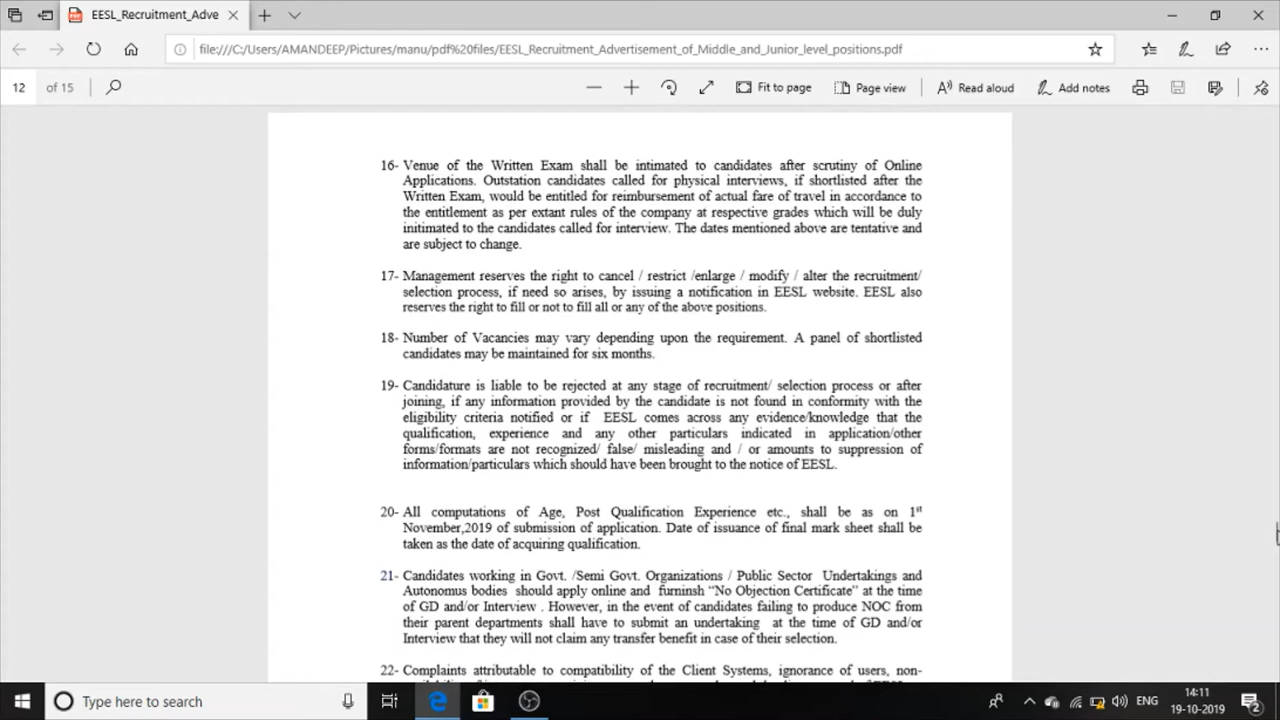 EESL_Recruitment_Adve
file:///C:/Users/AMANDEEP/Pictures/manu/pdf%20files/EESL_Recruitment_Advertisement_of_Middle_and_Junior_level_positions.pdf
12 of 15 Fit to page Page view Read aloud Add notes
16- Venue of the Written Exam shall be intimated to candidates after scrutiny of Online
Applications. Outstation candidates called for physical interviews, if shortlisted after the
Written Exam, would be entitled for reimbursement of actual fare of travel in accordance to
the entitlement as per extant rules of the company at respective grades which will be duly
initimated to the candidates called for interview. The dates mentioned above are tentative and
are subject to change.
17- Management reserves the right to cancel / restrict /enlarge / modify / alter the recruitment/
selection process, if need so arises, by issuing a notification in EESL website. EESL also
reserves the right to fill or not to fill all or any of the above positions.
18- Number of Vacancies may vary depending upon the requirement. A panel of shortlisted
candidates may be maintained for six months.
19- Candidature is liable to be rejected at any stage of recruitment/ selection process or after
joining, if any information provided by the candidate is not found in conformity with the
eligibility criteria notified or if EESL comes across any evidence/knowledge that the
qualification, experience and any other particulars indicated in application/other
forms/formats are not recognized/ false/ misleading and / or amounts to suppression of
information/particulars which should have been brought to the notice of EESL.
20- All computations of Age, Post Qualification Experience etc., shall be as on 1st
November,2019 of submission of application. Date of issuance of final mark sheet shall be
taken as the date of acquiring qualification.
21- Candidates working in Govt. /Semi Govt. Organizations / Public Sector Undertakings and
Autonomus bodies should apply online and furninsh “No Objection Certificate” at the time
of GD and/or Interview . However, in the event of candidates failing to produce NOC from
their parent departments shall have to submit an undertaking at the time of GD and/or
Interview that they will not claim any transfer benefit in case of their selection.
22- Complaints attributable to compatibility of the Client Systems, ignorance of users, non-
Type here to search ENG 14:11
19-10-2019 2